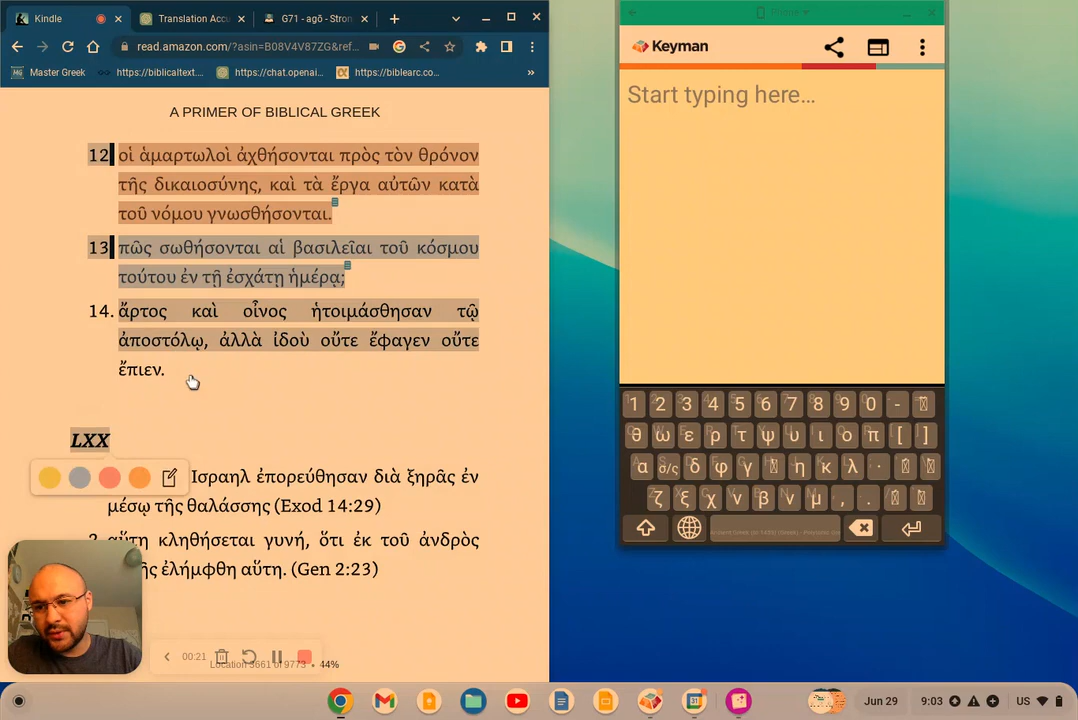 Kindle
Translation Accu
G71 - agō - Stron
read.amazon.com/?asin=B08V4V87ZG&ref...
Master Greek
https://biblicaltext....
https://chat.openai...
https://biblearc.co...
A PRIMER OF BIBLICAL GREEK
12 οἱ ἁμαρτωλοὶ ἀχθήσονται πρὸς τὸν θρόνον
τῆς δικαιοσύνης, καὶ τὰ ἔργα αὐτῶν κατὰ
τοῦ νόμου γνωσθήσονται.
13 πῶς σωθήσονται αἱ βασιλεῖαι τοῦ κόσμου
τούτου ἐν τῇ ἐσχάτῃ ἡμέρᾳ;
14. ἄρτος καὶ οἶνος ἡτοιμάσθησαν τῷ
ἀποστόλῳ, ἀλλὰ ἰδοὺ οὔτε ἔφαγεν οὔτε
ἔπιεν.
LXX
Ισραηλ ἐπορεύθησαν διὰ ξηρᾶς ἐν
μέσῳ τῆς θαλάσσης (Exod 14:29)
2. αὕτη κληθήσεται γυνή, ὅτι ἐκ τοῦ ἀνδρὸς
ἐλήμφθη αὕτη. (Gen 2:23)
00:21
Location 3661 of 9773 • 44%
Keyman
Start typing here...
1 2 3 4 5 6 7 8 9 0 -
θ ω ε ρ τ ψ υ ι ο π [ ]
α σ/ς δ φ γ η κ λ ·
ζ ξ χ ν β ν μ , .
Jun 29
9:03
US